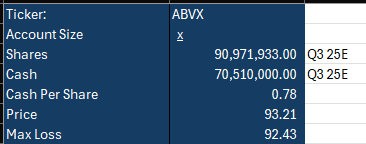 Ticker: ABVX
Account Size x
Shares 90,971,933.00 Q3 25E
Cash 70,510,000.00 Q3 25E
Cash Per Share 0.78
Price 93.21
Max Loss 92.43